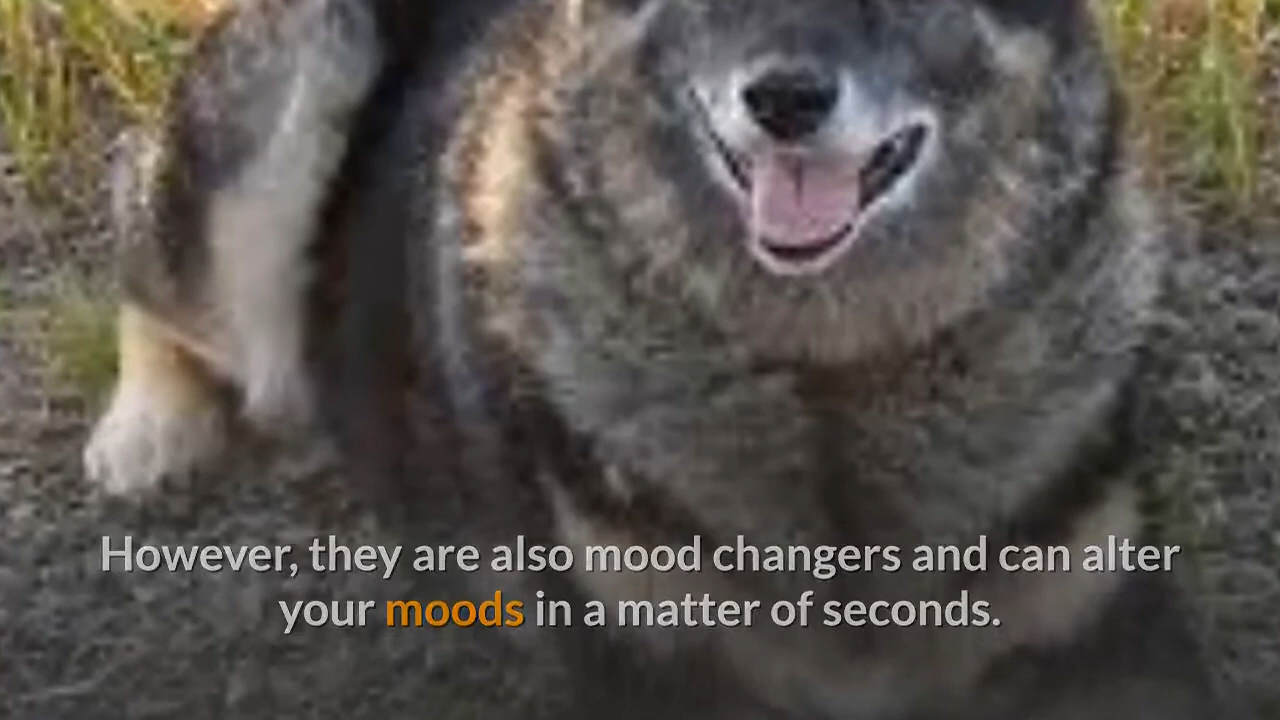 However, they are also mood changers and can alter
your moods in a matter of seconds.